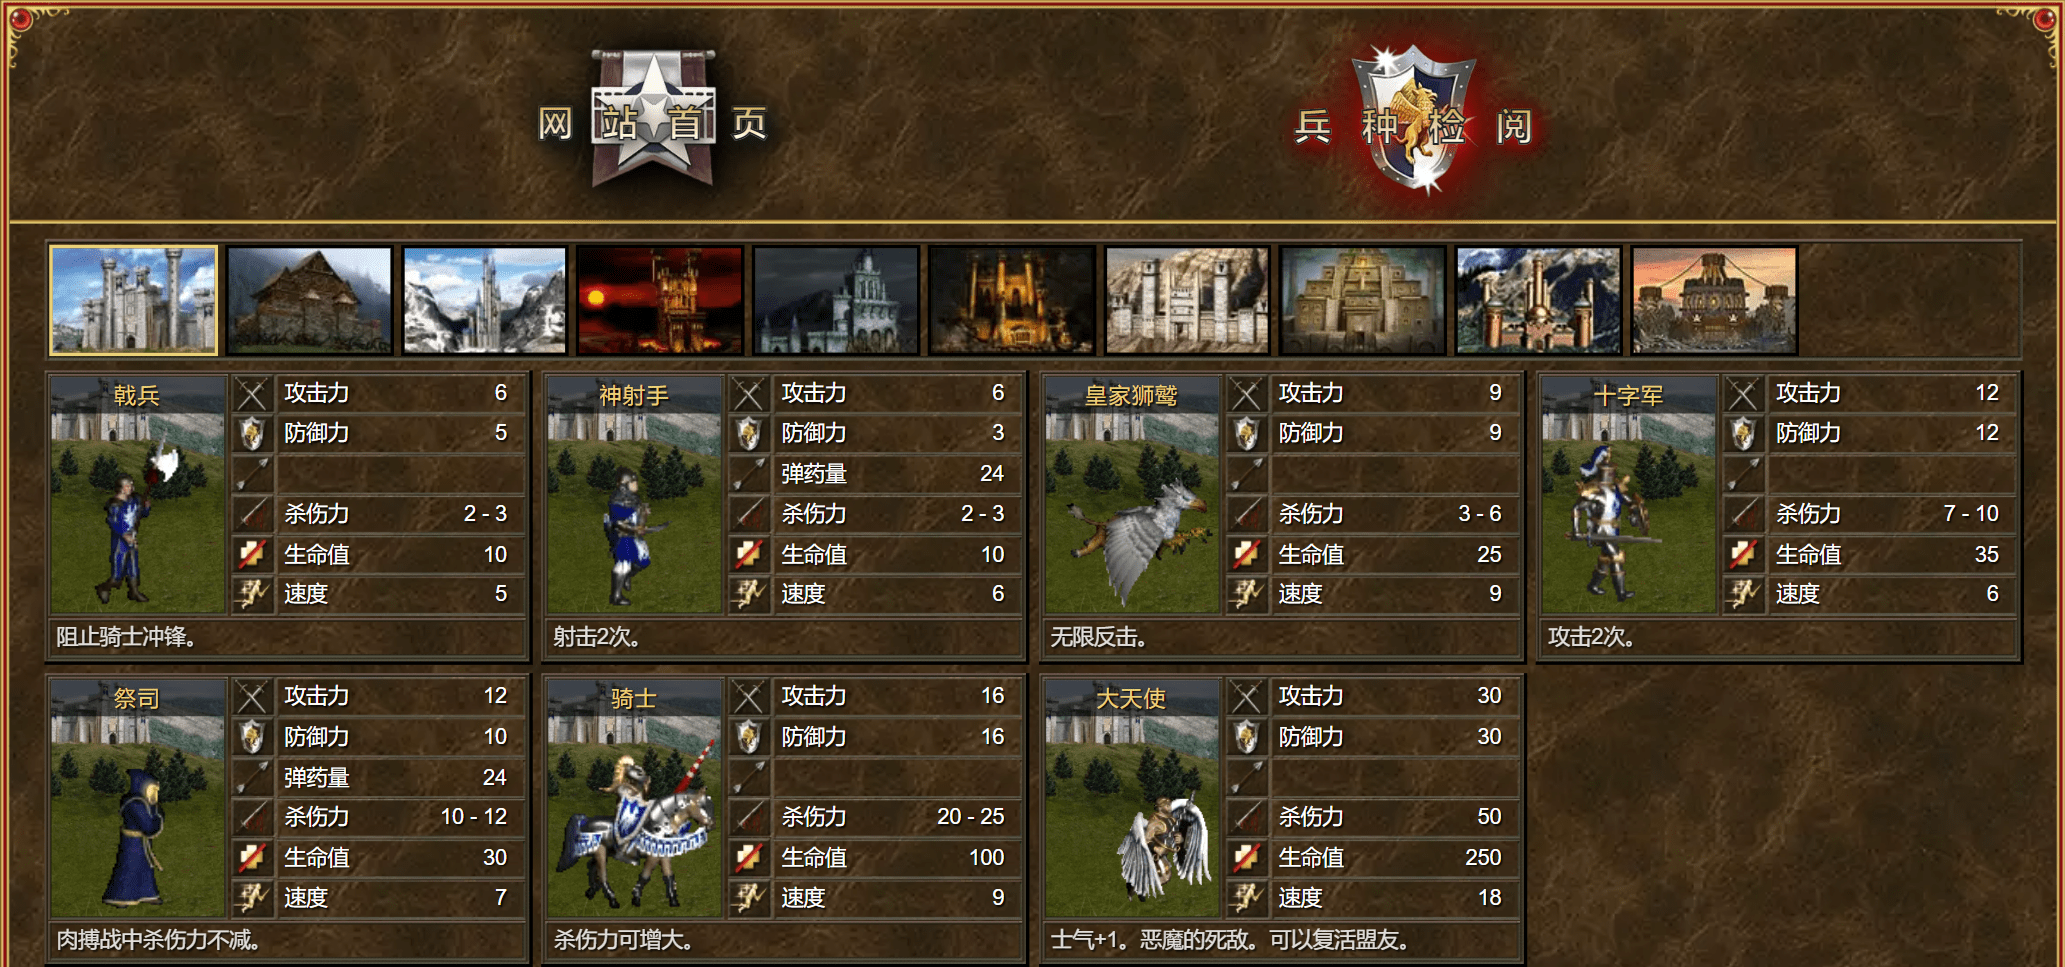 网站首页
兵种检阅
戟兵
攻击力 6
防御力 5
杀伤力 2 - 3
生命值 10
速度 5
阻止骑士冲锋。
神射手
攻击力 6
防御力 3
弹药量 24
杀伤力 2 - 3
生命值 10
速度 6
射击2次。
皇家狮鹫
攻击力 9
防御力 9
杀伤力 3 - 6
生命值 25
速度 9
无限反击。
十字军
攻击力 12
防御力 12
杀伤力 7 - 10
生命值 35
速度 6
攻击2次。
祭司
攻击力 12
防御力 10
弹药量 24
杀伤力 10 - 12
生命值 30
速度 7
肉搏战中杀伤力不减。
骑士
攻击力 16
防御力 16
杀伤力 20 - 25
生命值 100
速度 9
杀伤力可增大。
大天使
攻击力 30
防御力 30
杀伤力 50
生命值 250
速度 18
士气+1。恶魔的死敌。可以复活盟友。